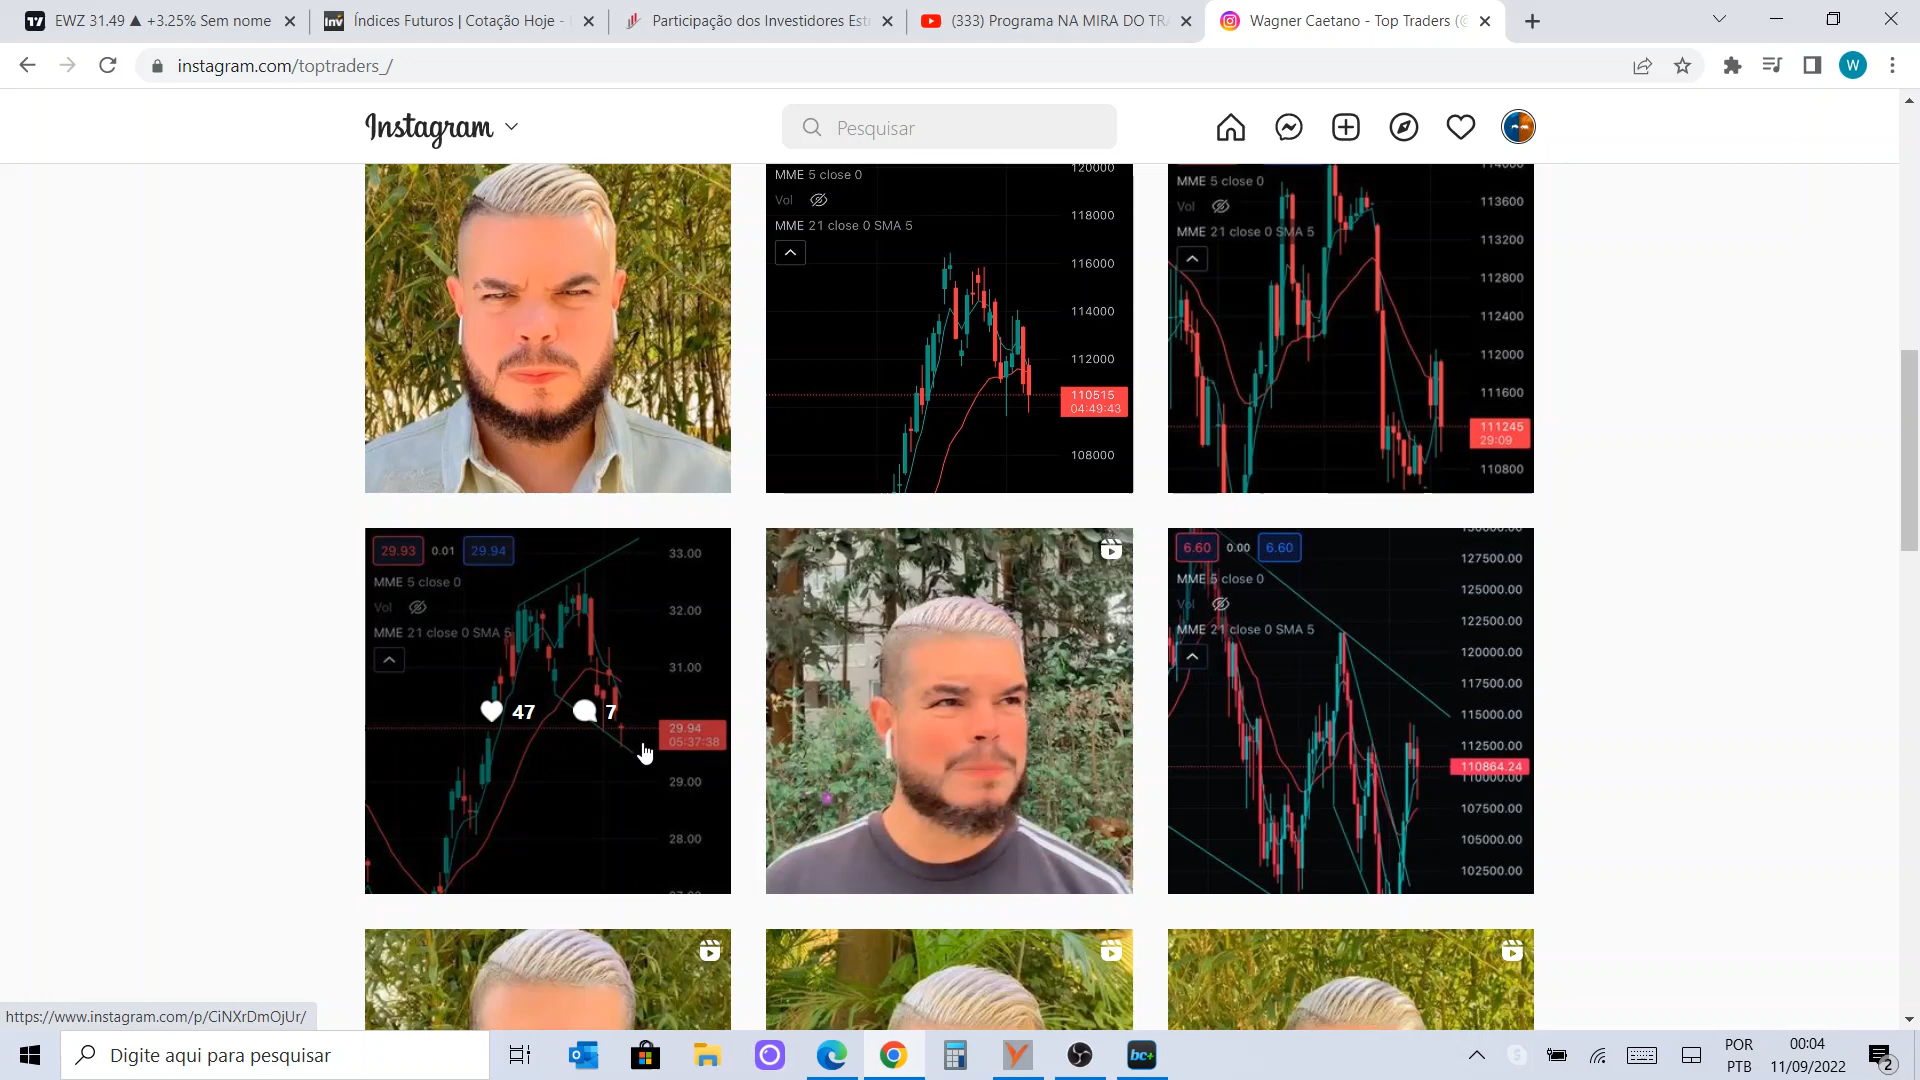 EWZ 31.49 ▲ +3.25% Sem nome
Índices Futuros | Cotação Hoje -
Participação dos Investidores Est
(333) Programa NA MIRA DO TR
Wagner Caetano - Top Traders (@
instagram.com/toptraders_/
W
Instagram
Pesquisar
MME 5 close 0
Vol
MME 21 close 0 SMA 5
120000
118000
116000
114000
112000
110515
04:49:43
108000
MME 5 close 0
Vol
MME 21 close 0 SMA 5
114000
113600
113200
112800
112400
112000
111600
111245
29:09
110800
29.93 0.01 29.94
MME 5 close 0
Vol
MME 21 close 0 SMA 5
33.00
32.00
31.00
29.94
05:37:38
29.00
28.00
47 7
6.60 0.00 6.60
MME 5 close 0
Vol
MME 21 close 0 SMA 5
130000.00
127500.00
125000.00
122500.00
120000.00
117500.00
115000.00
112500.00
110864.24
110000.00
107500.00
105000.00
102500.00
https://www.instagram.com/p/CiNXrDmOjUr/
Digite aqui para pesquisar
bc+
POR
PTB
00:04
11/09/2022
2